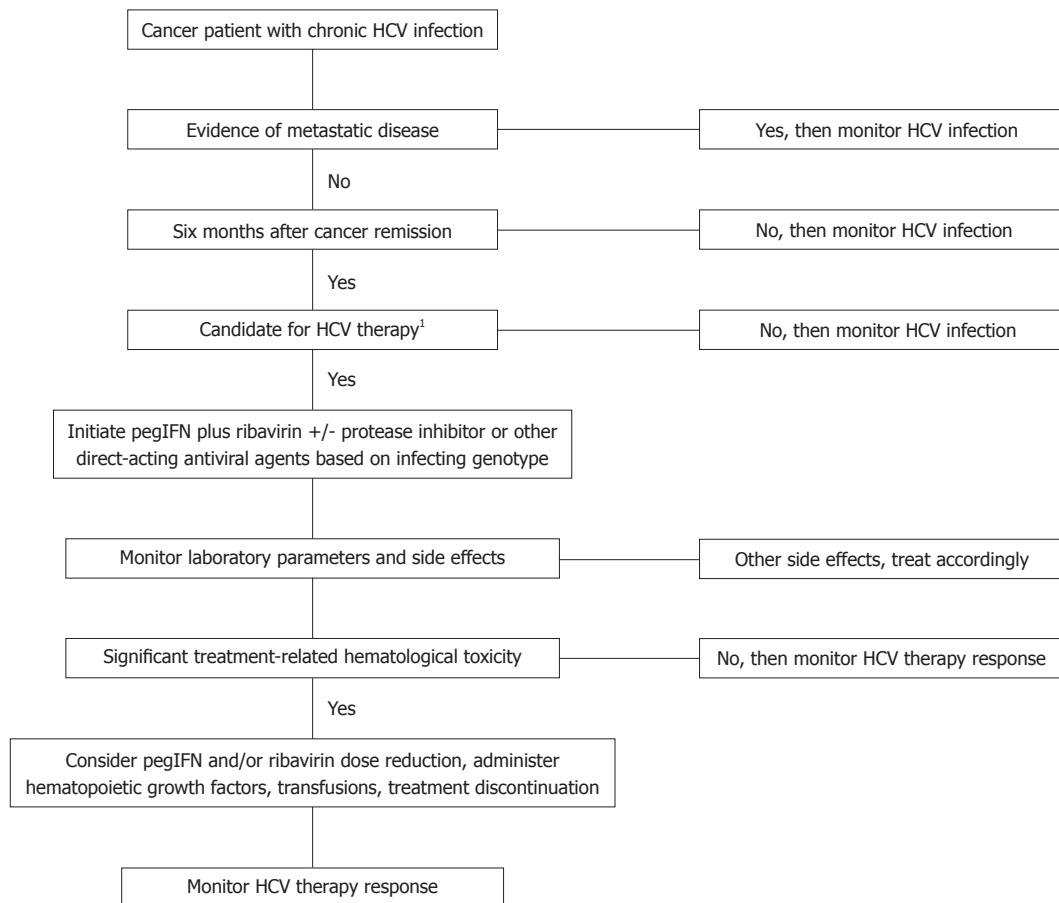 Cancer patient with chronic HCV infection
Evidence of metastatic disease
Yes, then monitor HCV infection
No
Six months after cancer remission
No, then monitor HCV infection
Yes
Candidate for HCV therapy¹
No, then monitor HCV infection
Yes
Initiate pegIFN plus ribavirin +/- protease inhibitor or other
direct-acting antiviral agents based on infecting genotype
Monitor laboratory parameters and side effects
Other side effects, treat accordingly
Significant treatment-related hematological toxicity
No, then monitor HCV therapy response
Yes
Consider pegIFN and/or ribavirin dose reduction, administer
hematopoietic growth factors, transfusions, treatment discontinuation
Monitor HCV therapy response